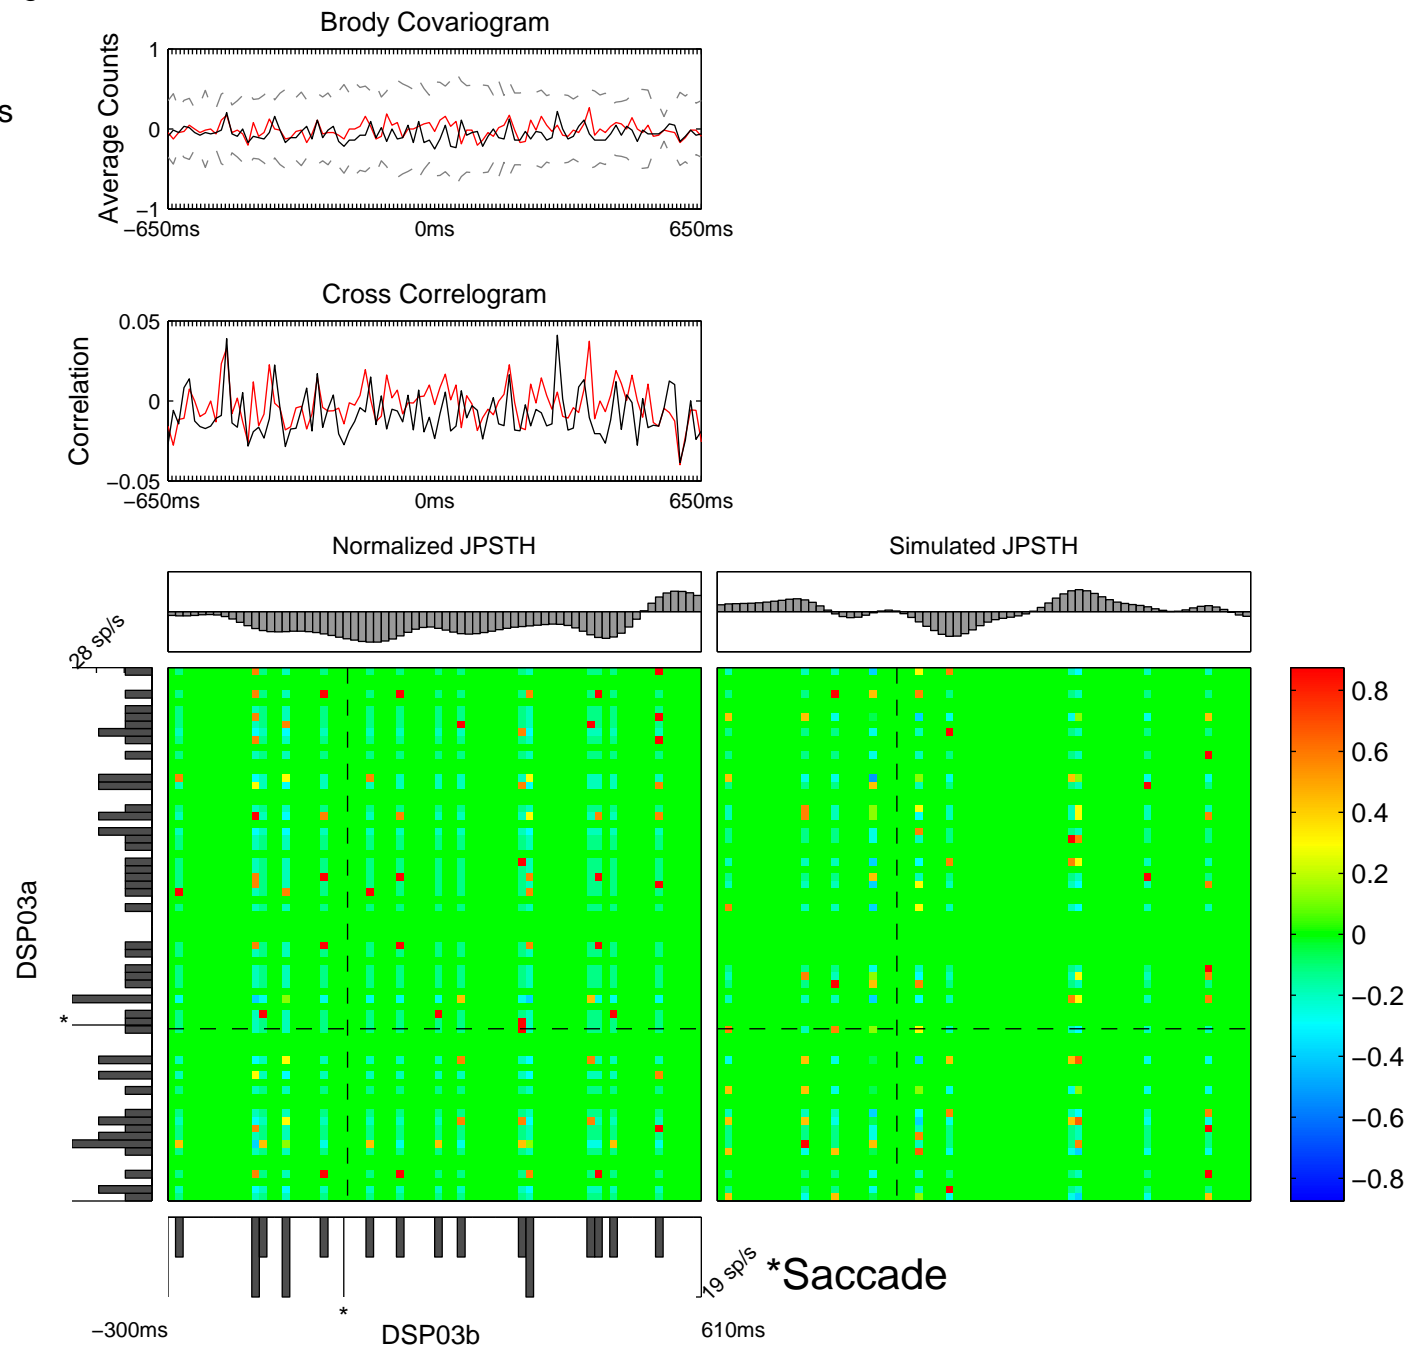 g
Brody Covariogram
s
Average Counts
1
0
−1
−650ms
0ms
650ms
Cross Correlogram
Correlation
0.05
0
−0.05
−650ms
0ms
650ms
Normalized JPSTH
Simulated JPSTH
28 sp/s
DSP03a
*
0.8
0.6
0.4
0.2
0
−0.2
−0.4
−0.6
−0.8
19 sp/s
*Saccade
*
−300ms
DSP03b
610ms